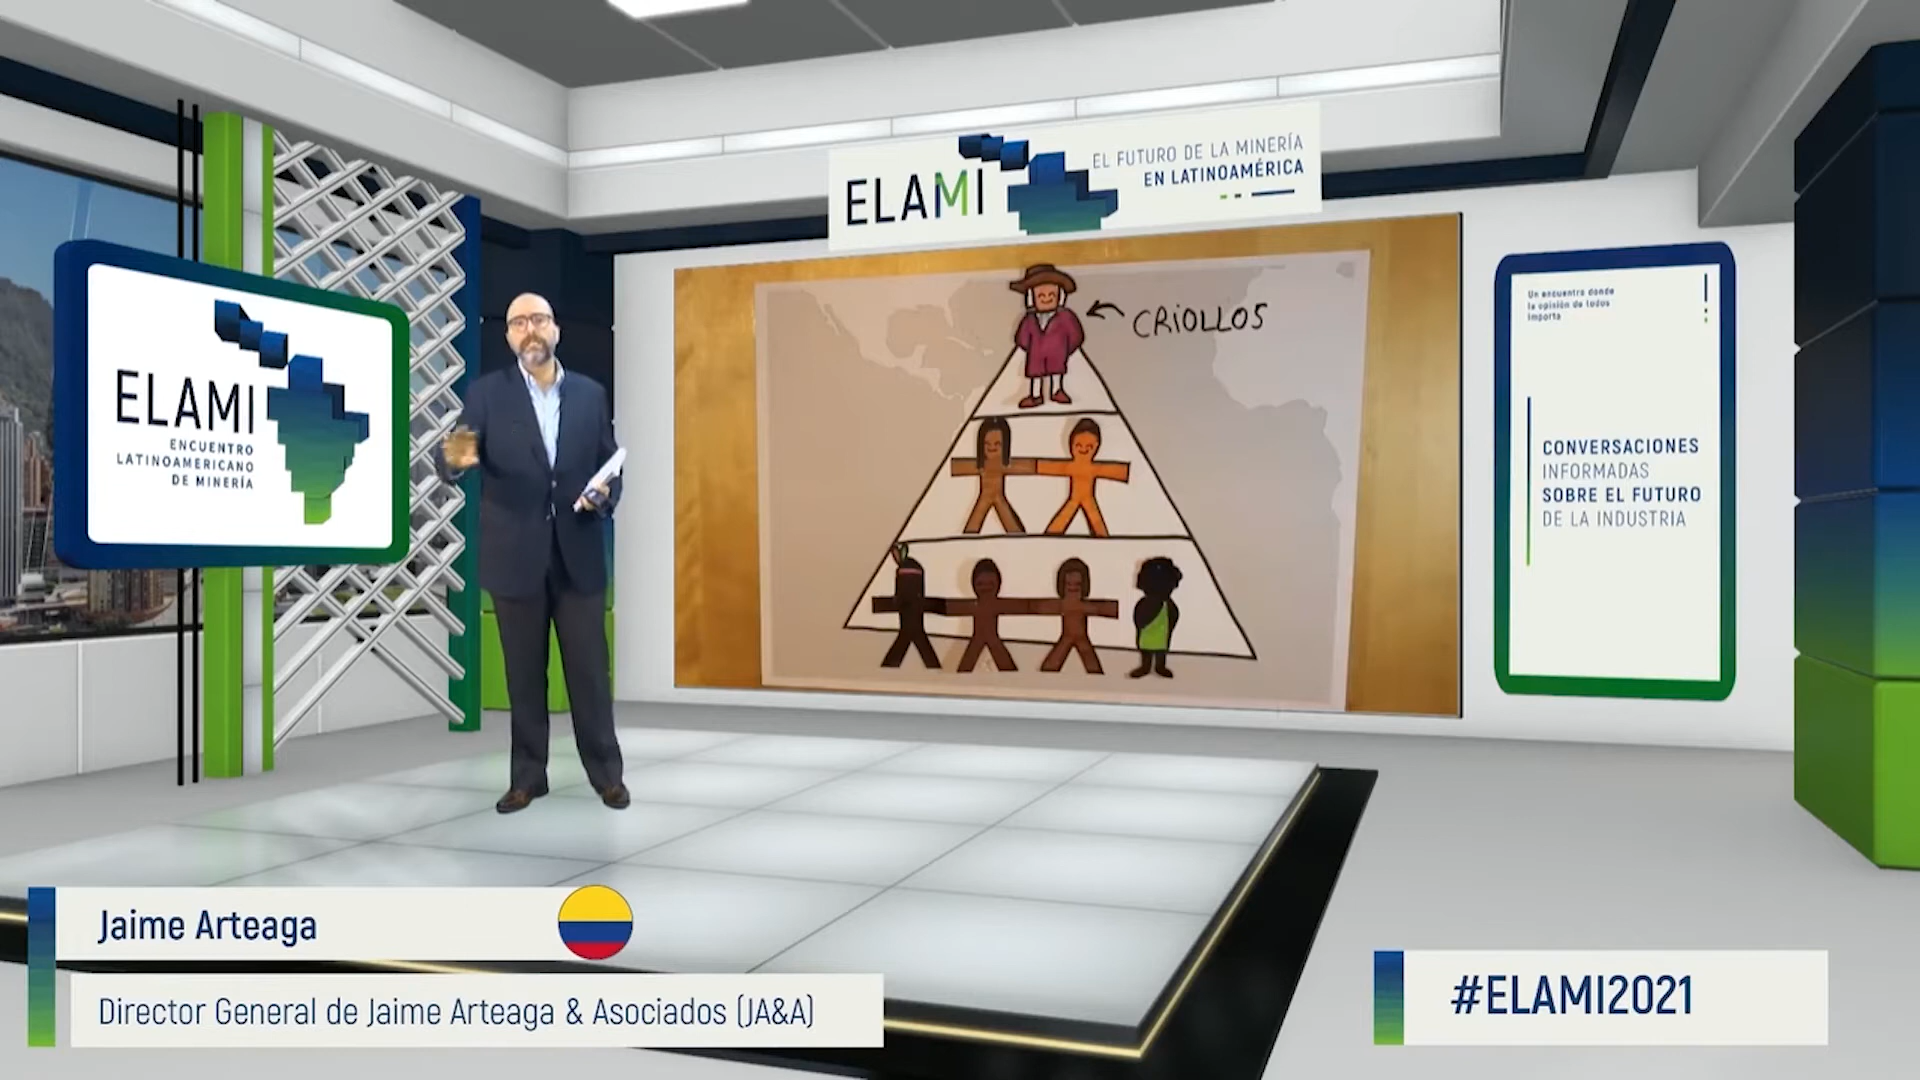 ELAMI
EL FUTURO DE LA MINERÍA
EN LATINOAMÉRICA
CRIOLLOS
ELAMI
ENCUENTRO
LATINOAMERICANO
DE MINERÍA
Un encuentro donde
la opinión de todos
importa
CONVERSACIONES
INFORMADAS
SOBRE EL FUTURO
DE LA INDUSTRIA
Jaime Arteaga
Director General de Jaime Arteaga & Asociados (JA&A)
#ELAMI2021